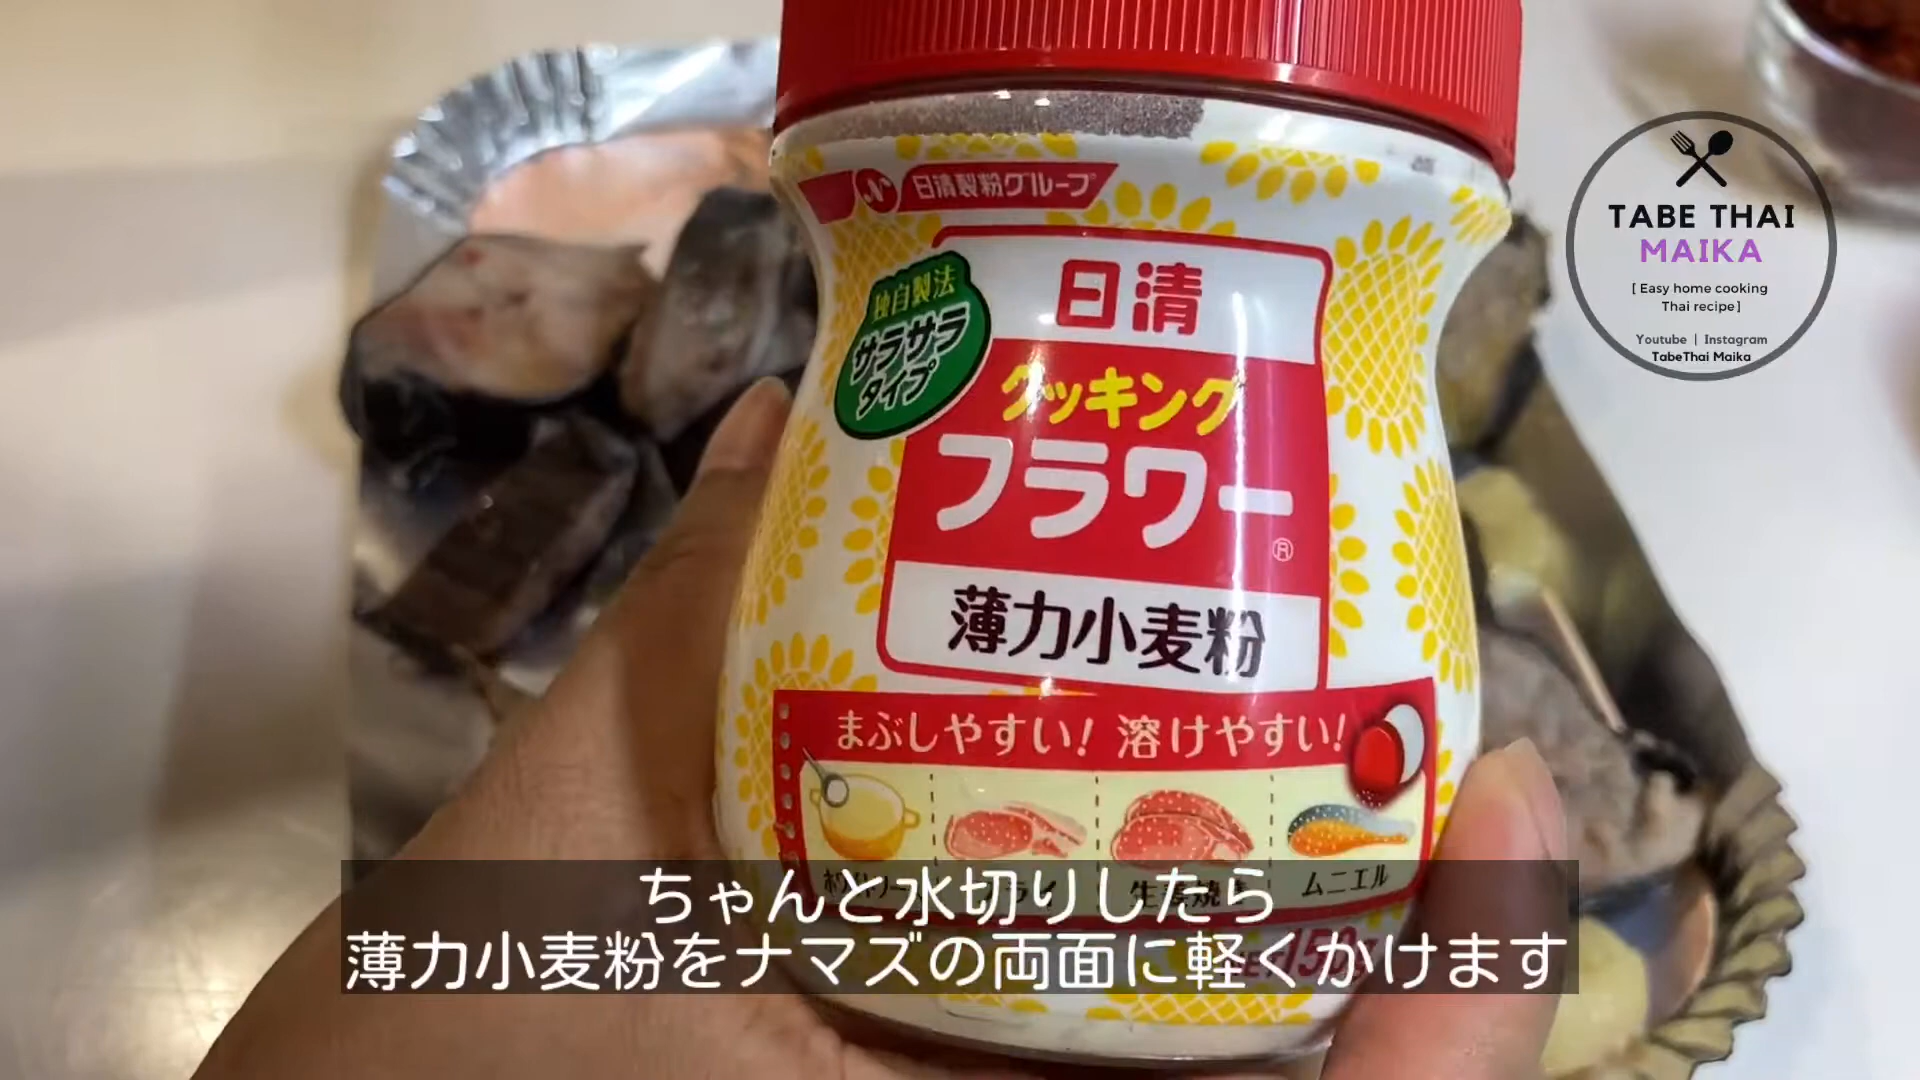 日清製粉グループ
独自製法
サラサラ
タイプ
日清
クッキング
フラワー
®
薄力小麦粉
まぶしやすい! 溶けやすい!
ムニエル
150g
TABE THAI
MAIKA
[ Easy home cooking
Thai recipe ]
Youtube | Instagram
TabeThai Maika
ちゃんと水切りしたら
薄力小麦粉をナマズの両面に軽くかけます